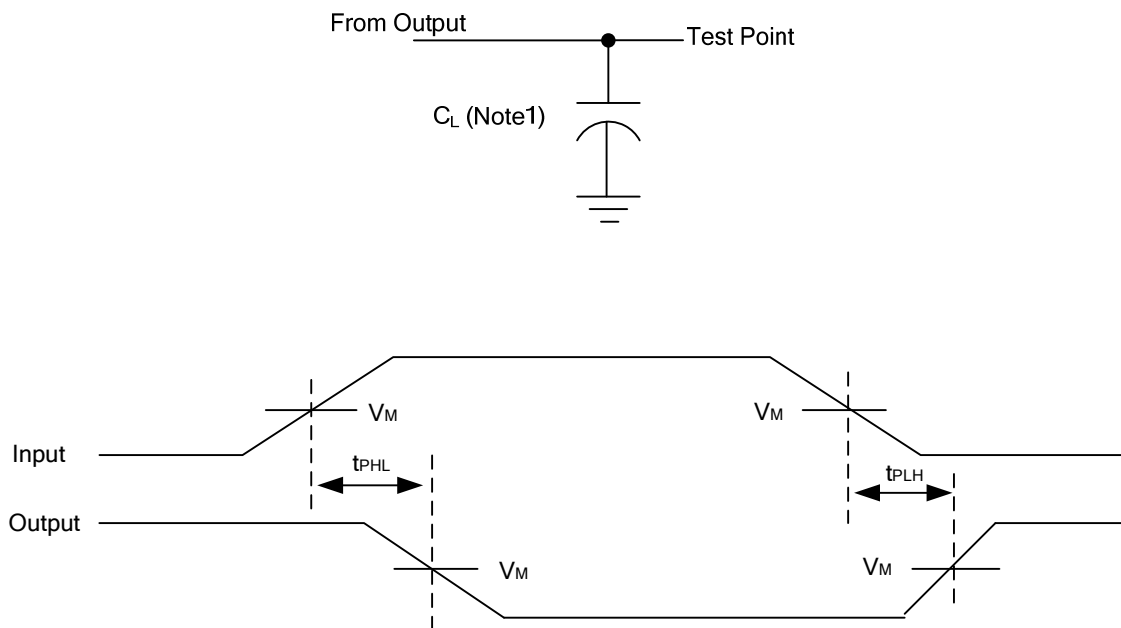 From Output
Test Point
CL (Note1)
VM
VM
Input
tPHL
tPLH
Output
VM
VM